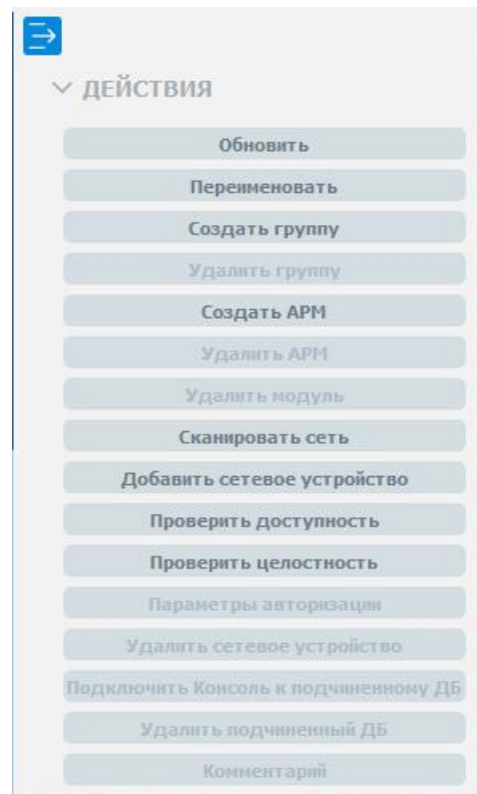 ДЕЙСТВИЯ
Обновить
Переименовать
Создать группу
Удалить группу
Создать АРМ
Удалить АРМ
Удалить модуль
Сканировать сеть
Добавить сетевое устройство
Проверить доступность
Проверить целостность
Параметры авторизации
Удалить сетевое устройство
Подключить Консоль к подчиненному ДБ
Удалить подчиненный ДБ
Комментарий